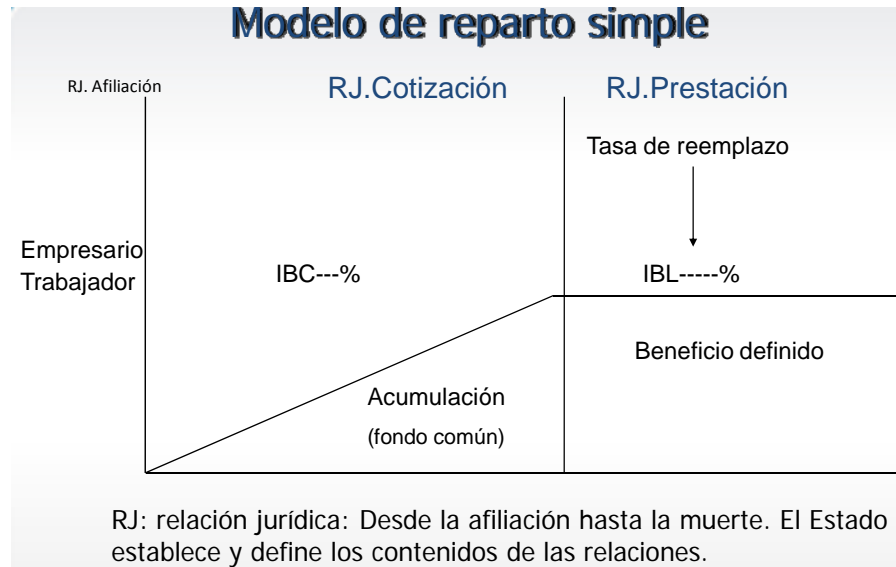 Modelo de reparto simple
RJ. Afiliación
RJ.Cotización
RJ.Prestación
Tasa de reemplazo
Empresario
Trabajador
IBC---%
IBL-----%
Beneficio definido
Acumulación
(fondo común)
RJ: relación jurídica: Desde la afiliación hasta la muerte. El Estado
establece y define los contenidos de las relaciones.